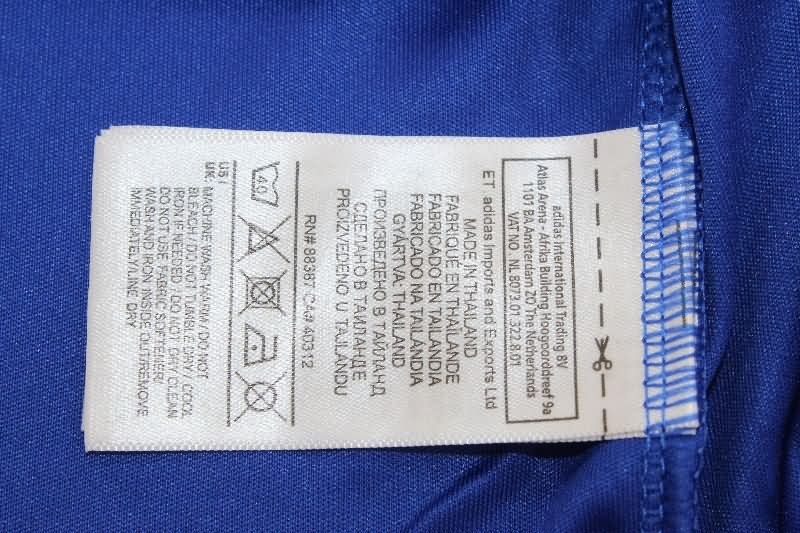 adidas International Trading BV
Atlas Arena - Afrika Building Hoogoorddreef 9a
1101 BA Amsterdam ZO The Netherlands
VAT NO. NL 8073.01.322.B.01
ET adidas Imports and Exports Ltd
MADE IN THAILAND
FABRIQUE EN THAILANDE
FABRICADO EN TAILANDIA
FABRICADO NA TAILÂNDIA
GYÁRTVA: THAILAND
ПРОИЗВЕДЕНО В ТАЙЛАНД
СДЕЛАНО В ТАИЛАНДЕ
PROIZVEDENO U TAJLANDU
RN# 88387 CA# 40312
40
US /
UK: MACHINE WASH WARM / DO NOT
BLEACH / DO NOT TUMBLE DRY / COOL
IRON IF NEEDED / DO NOT DRY CLEAN
DO NOT USE FABRIC SOFTENER/
WASH AND IRON INSIDE OUT/REMOVE
IMMEDIATELY/LINE DRY